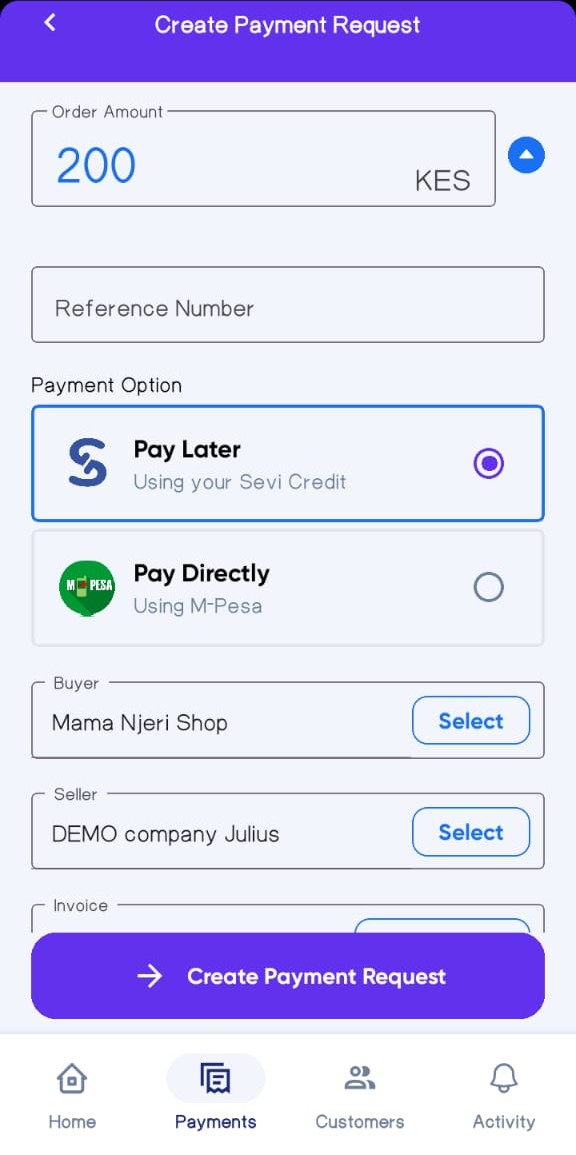 Create Payment Request
Order Amount
200
KES
Reference Number
Payment Option
Pay Later
Using your Sevi Credit
M PESA
Pay Directly
Using M-Pesa
Buyer
Mama Njeri Shop
Select
Seller
DEMO company Julius
Select
Invoice
Create Payment Request
Home
Payments
Customers
Activity